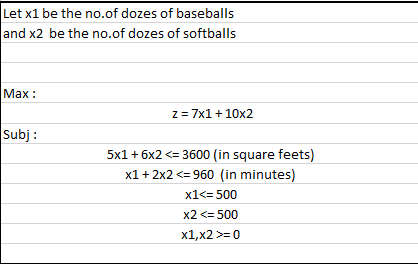 Let x1 be the no.of dozes of baseballs
and x2 be the no.of dozes of softballs
Max :
z = 7x1 + 10x2
Subj :
5x1 + 6x2 <= 3600 (in square feets)
x1 + 2x2 <= 960 (in minutes)
x1<= 500
x2 <= 500
x1,x2 >= 0